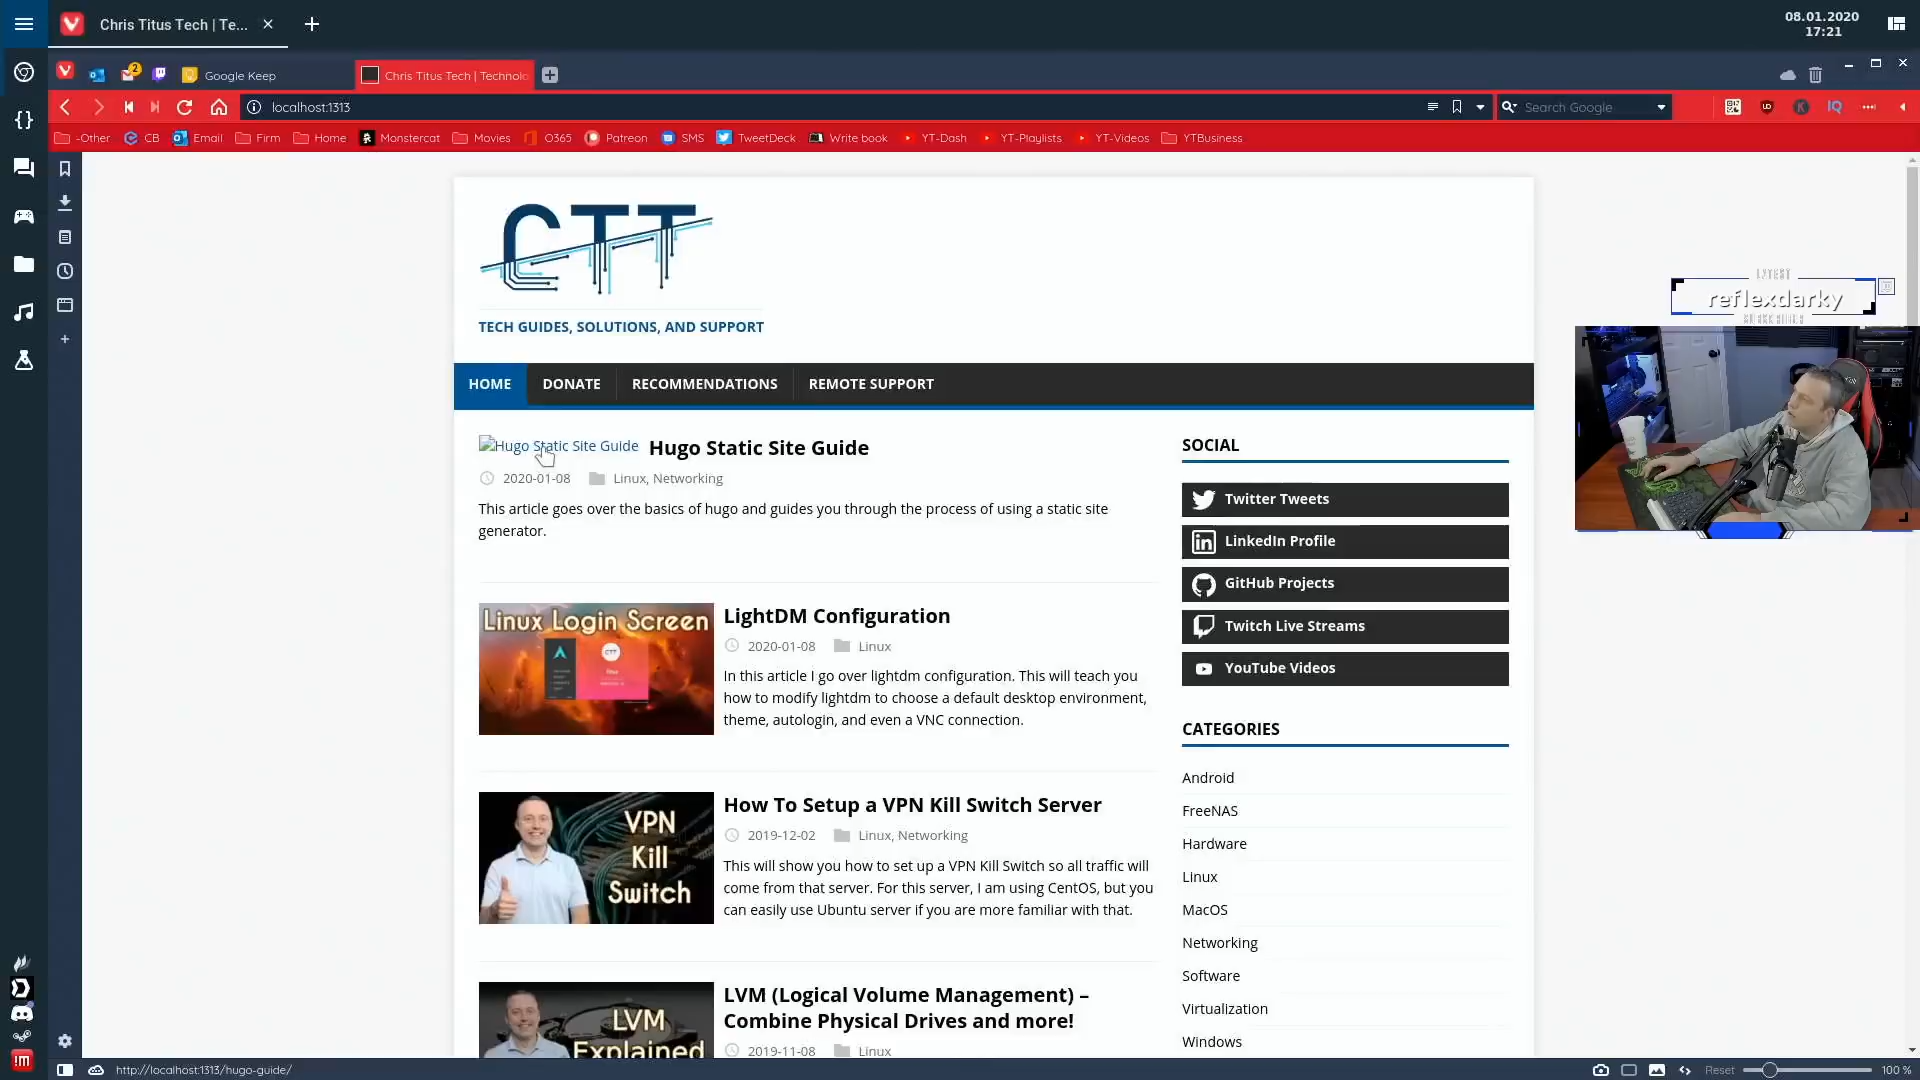 Chris Titus Tech | Te...
08.01.2020
17:21
2
Google Keep
Chris Titus Tech | Technolo
localhost:1313
Search Google
IQ
-Other
CB
Email
Firm
Home
Monstercat
Movies
O365
Patreon
SMS
TweetDeck
Write book
YT-Dash
YT-Playlists
YT-Videos
YTBusiness
CTT
TECH GUIDES, SOLUTIONS, AND SUPPORT
LATEST
reflexdarky
HOME
DONATE
RECOMMENDATIONS
REMOTE SUPPORT
Hugo Static Site Guide
Hugo Static Site Guide
2020-01-08
Linux, Networking
This article goes over the basics of hugo and guides you through the process of using a static site
generator.
Linux Login Screen
CTT
LightDM Configuration
2020-01-08
Linux
In this article I go over lightdm configuration. This will teach you
how to modify lightdm to choose a default desktop environment,
theme, autologin, and even a VNC connection.
VPN
Kill
Switch
How To Setup a VPN Kill Switch Server
2019-12-02
Linux, Networking
This will show you how to set up a VPN Kill Switch so all traffic will
come from that server. For this server, I am using CentOS, but you
can easily use Ubuntu server if you are more familiar with that.
LVM
Explained
LVM (Logical Volume Management) –
Combine Physical Drives and more!
2019-11-08
Linux
SOCIAL
Twitter Tweets
LinkedIn Profile
GitHub Projects
Twitch Live Streams
YouTube Videos
CATEGORIES
Android
FreeNAS
Hardware
Linux
MacOS
Networking
Software
Virtualization
Windows
http://localhost:1313/hugo-guide/
Reset
100 %